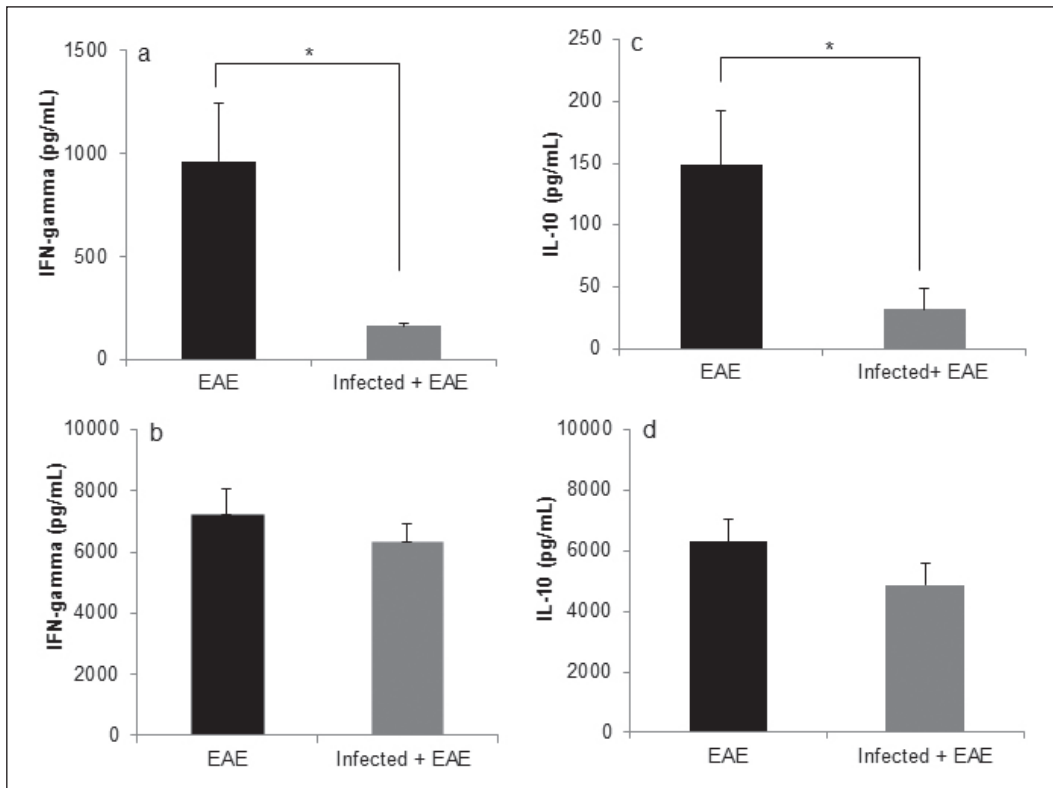 a
*
IFN-gamma (pg/mL)
1500
1000
500
0
EAE
Infected + EAE
c
*
IL-10 (pg/mL)
250
200
150
100
50
0
EAE
Infected+ EAE
b
IFN-gamma (pg/mL)
10000
8000
6000
4000
2000
0
EAE
Infected + EAE
d
IL-10 (pg/mL)
10000
8000
6000
4000
2000
0
EAE
Infected + EAE